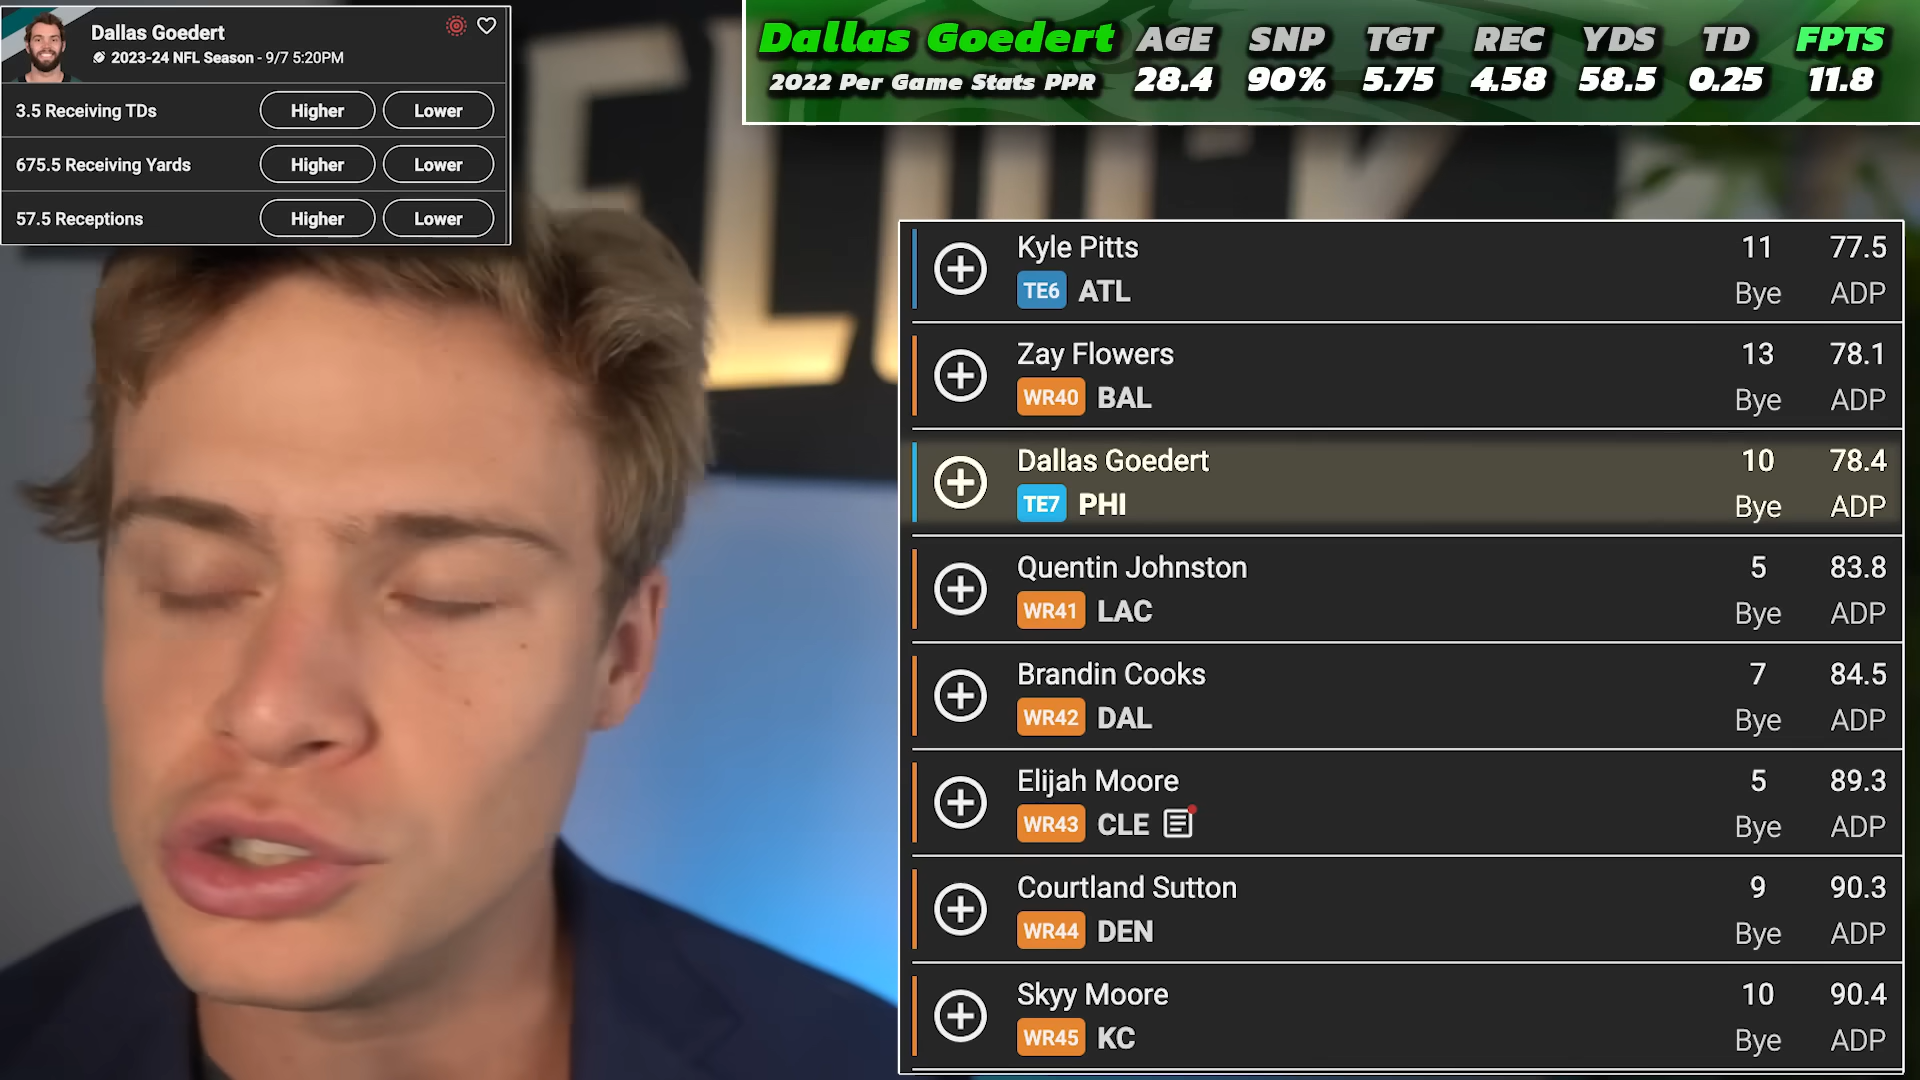 Dallas Goedert
2023-24 NFL Season - 9/7 5:20PM
3.5 Receiving TDs Higher Lower
675.5 Receiving Yards Higher Lower
57.5 Receptions Higher Lower
Dallas Goedert AGE SNP TGT REC YDS TD FPTS
2022 Per Game Stats PPR 28.4 90% 5.75 4.58 58.5 0.25 11.8
Kyle Pitts 11 77.5
TE6 ATL Bye ADP
Zay Flowers 13 78.1
WR40 BAL Bye ADP
Dallas Goedert 10 78.4
TE7 PHI Bye ADP
Quentin Johnston 5 83.8
WR41 LAC Bye ADP
Brandin Cooks 7 84.5
WR42 DAL Bye ADP
Elijah Moore 5 89.3
WR43 CLE Bye ADP
Courtland Sutton 9 90.3
WR44 DEN Bye ADP
Skyy Moore 10 90.4
WR45 KC Bye ADP